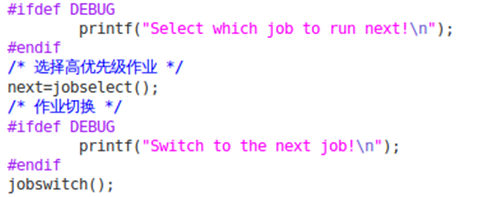 #ifdef DEBUG
printf("Select which job to run next!\n");
#endif
/* 选择高优先级作业 */
next=jobselect();
/* 作业切换 */
#ifdef DEBUG
printf("Switch to the next job!\n");
#endif
jobswitch();